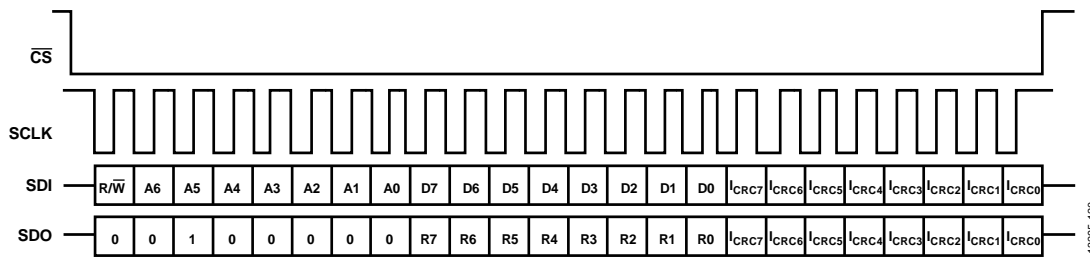 CS
SCLK
SDI R/W A6 A5 A4 A3 A2 A1 A0 D7 D6 D5 D4 D3 D2 D1 D0 ICRC7 ICRC6 ICRC5 ICRC4 ICRC3 ICRC2 ICRC1 ICRC0
SDO 0 0 1 0 0 0 0 0 R7 R6 R5 R4 R3 R2 R1 R0 ICRC7 ICRC6 ICRC5 ICRC4 ICRC3 ICRC2 ICRC1 ICRC0